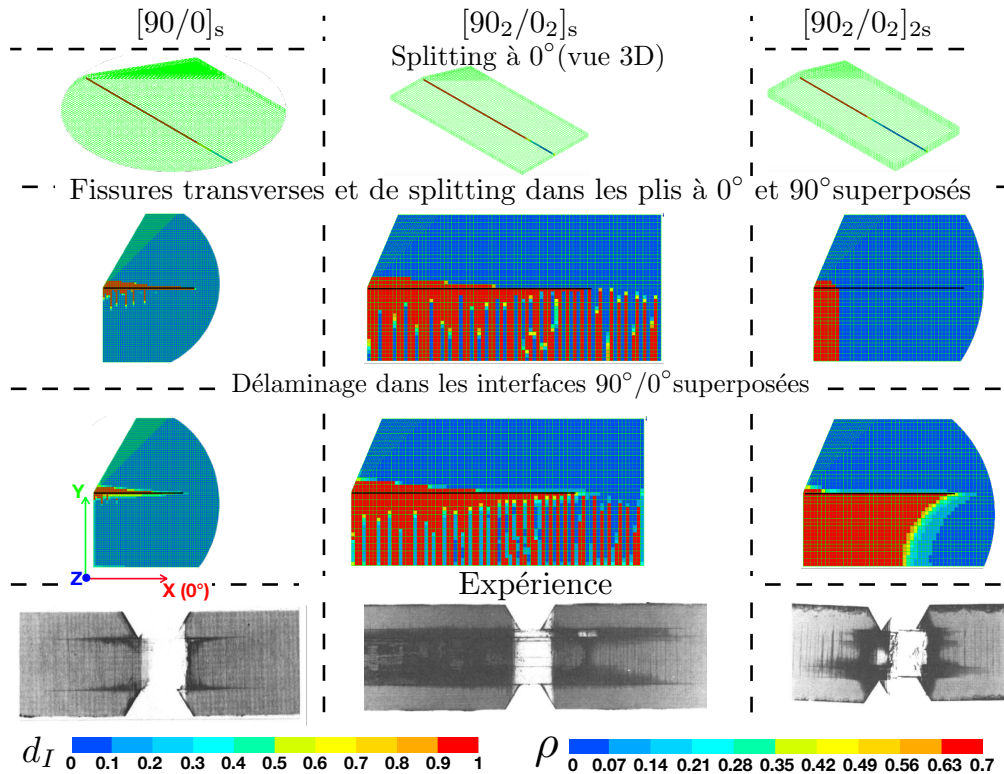 [90/0]s [90₂/0₂]s [90₂/0₂]₂s
Splitting à 0°(vue 3D)
Fissures transverses et de splitting dans les plis à 0° et 90°superposés
Délaminage dans les interfaces 90°/0°superposées
Y
Z
X (0°)
Expérience
d_I 0 0.1 0.2 0.3 0.4 0.5 0.6 0.7 0.8 0.9 1
ρ 0 0.07 0.14 0.21 0.28 0.35 0.42 0.49 0.56 0.63 0.7